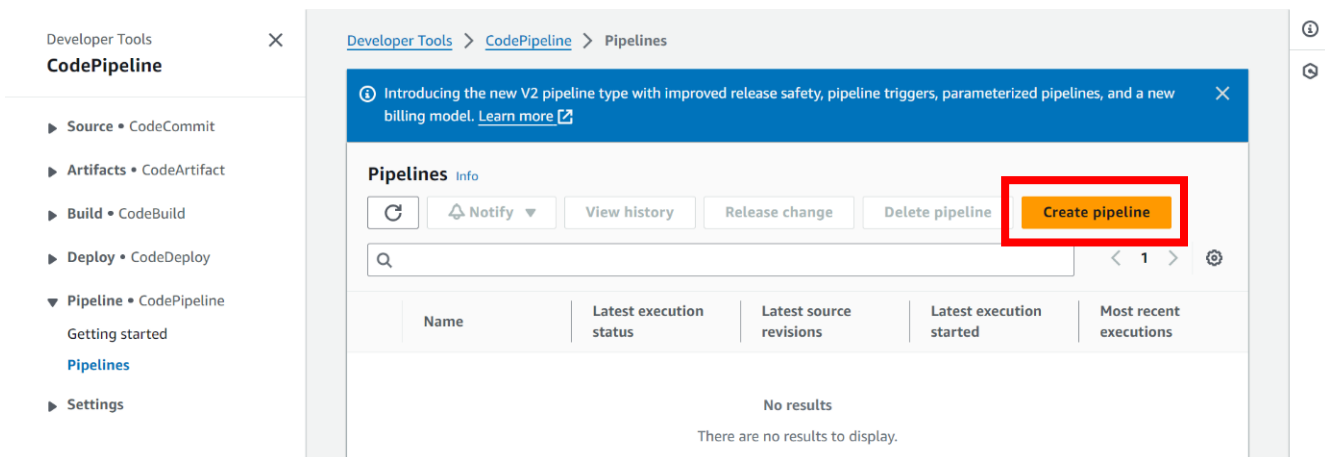 Developer Tools
CodePipeline
Source • CodeCommit
Artifacts • CodeArtifact
Build • CodeBuild
Deploy • CodeDeploy
Pipeline • CodePipeline
Getting started
Pipelines
Settings
Developer Tools > CodePipeline > Pipelines
Introducing the new V2 pipeline type with improved release safety, pipeline triggers, parameterized pipelines, and a new
billing model. Learn more
Pipelines Info
Notify View history Release change Delete pipeline Create pipeline
< 1 >
Name Latest execution status Latest source revisions Latest execution started Most recent executions
No results
There are no results to display.